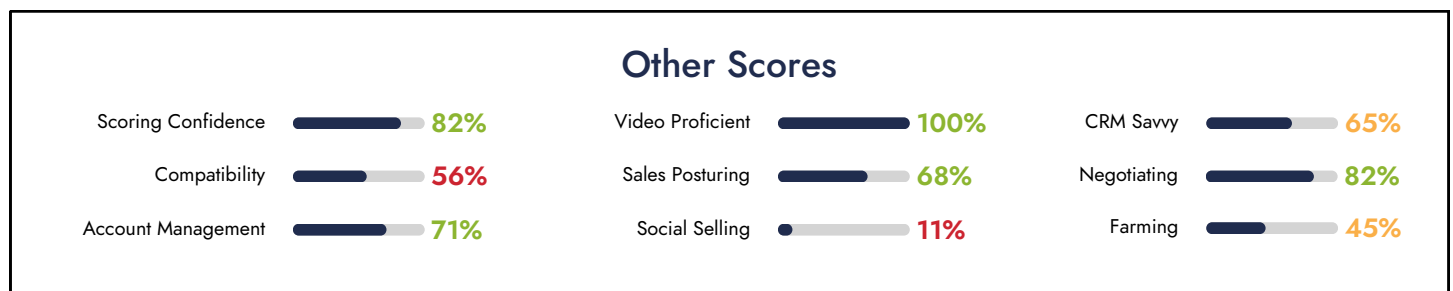 Other Scores
Scoring Confidence 82% Video Proficient 100% CRM Savvy 65%
Compatibility 56% Sales Posturing 68% Negotiating 82%
Account Management 71% Social Selling 11% Farming 45%